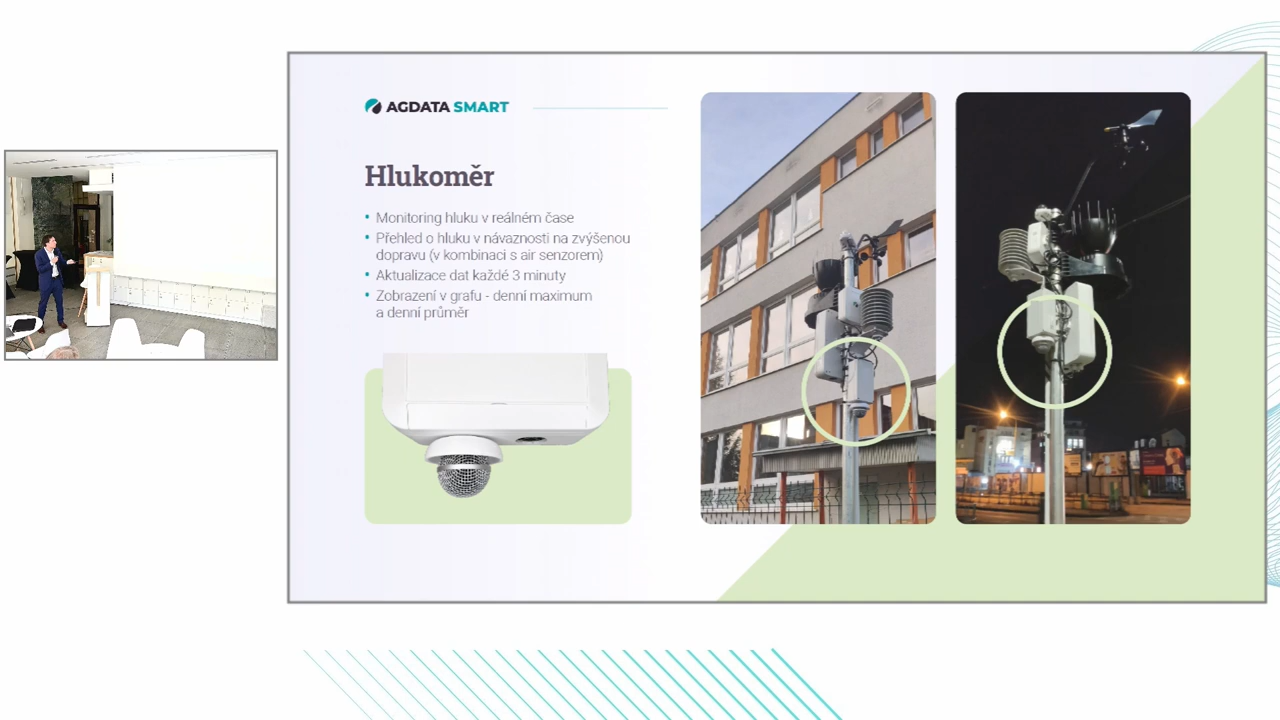 AGDATA SMART
Hlukoměr
• Monitoring hluku v reálném čase
• Přehled o hluku v návaznosti na zvýšenou
dopravu (v kombinaci s air senzorem)
• Aktualizace dat každé 3 minuty
• Zobrazení v grafu - denní maximum
a denní průměr